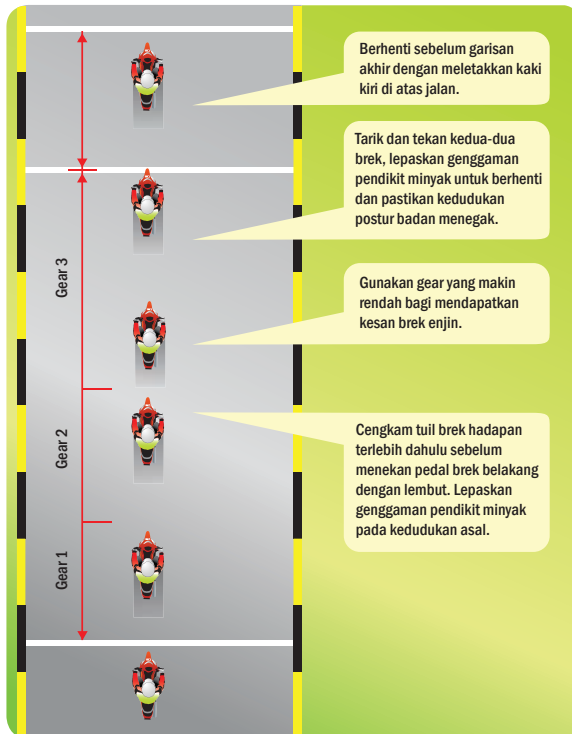 Berhenti sebelum garisan
akhir dengan meletakkan kaki
kiri di atas jalan.
Tarik dan tekan kedua-dua
brek, lepaskan genggaman
pendikit minyak untuk berhenti
dan pastikan kedudukan
postur badan menegak.
Gear 3
Gunakan gear yang makin
rendah bagi mendapatkan
kesan brek enjin.
Gear 2
Cengkam tuil brek hadapan
terlebih dahulu sebelum
menekan pedal brek belakang
dengan lembut. Lepaskan
genggaman pendikit minyak
pada kedudukan asal.
Gear 1